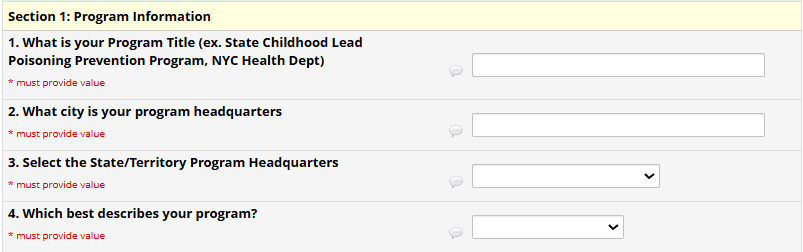 Section 1: Program Information
1. What is your Program Title (ex. State Childhood Lead
Poisoning Prevention Program, NYC Health Dept)
* must provide value
2. What city is your program headquarters
* must provide value
3. Select the State/Territory Program Headquarters
* must provide value
4. Which best describes your program?
* must provide value